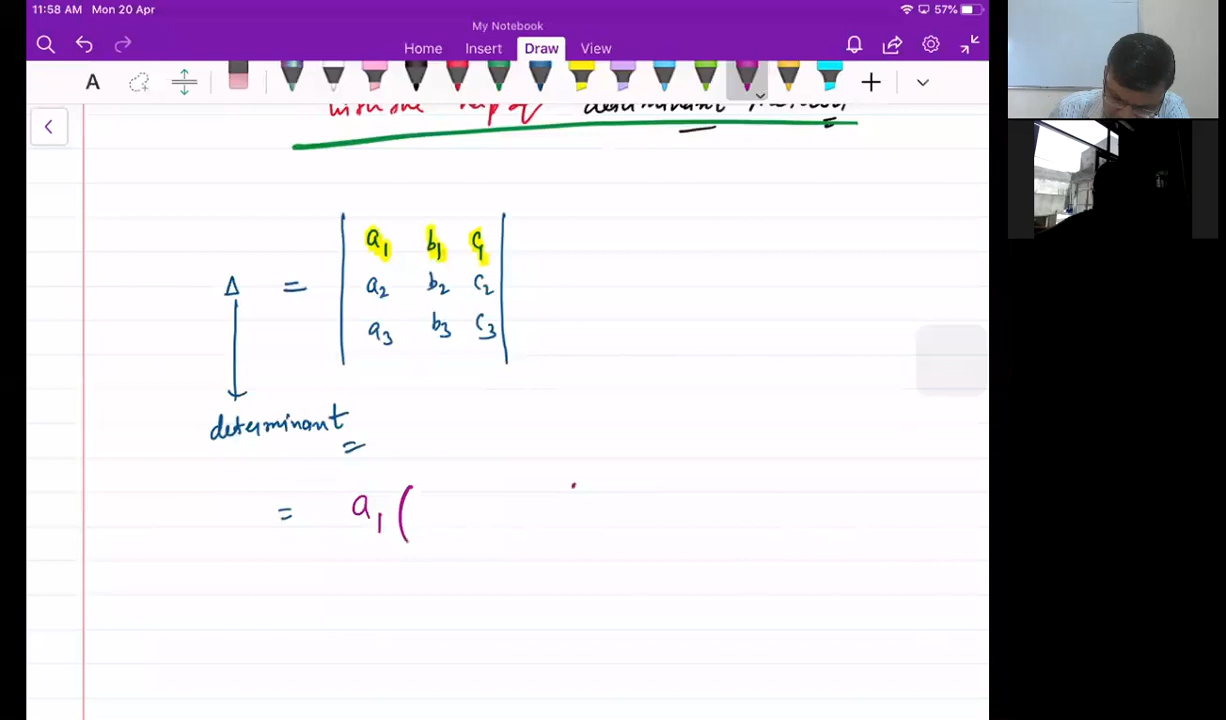 11:58 AM Mon 20 Apr 57%
My Notebook
Home Insert Draw View
A
determinant
a₁ b₁ c₁
Δ = a₂ b₂ c₂
a₃ b₃ c₃
determinant
= a₁ (